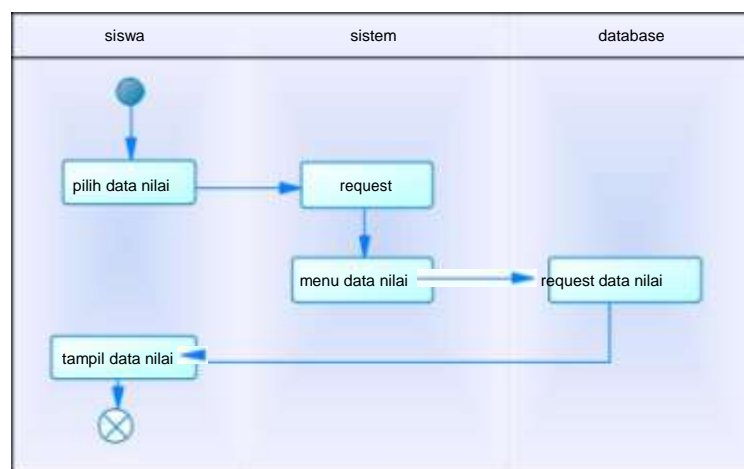 siswa
sistem
database
pilih data nilai
request
menu data nilai
request data nilai
tampil data nilai